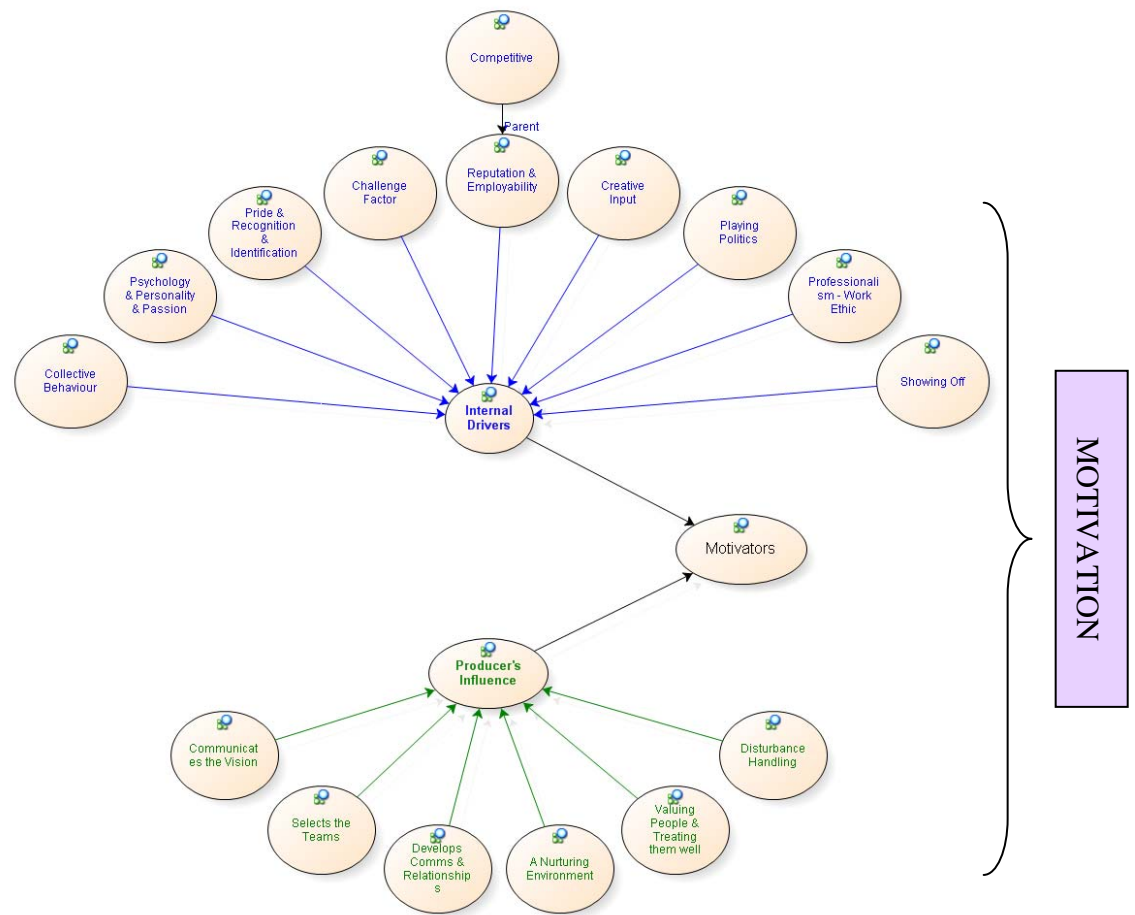 Competitive
Parent
Reputation &
Employability
Challenge
Factor
Creative
Input
Pride &
Recognition
&
Identification
Playing
Politics
Psychology
& Personality
& Passion
Professionali
sm - Work
Ethic
Collective
Behaviour
Showing Off
Internal
Drivers
Motivators
MOTIVATION
Producer's
Influence
Communicat
es the Vision
Disturbance
Handling
Selects the
Teams
Valuing
People &
Treating
them well
Develops
Comms &
Relationship
s
A Nurturing
Environment